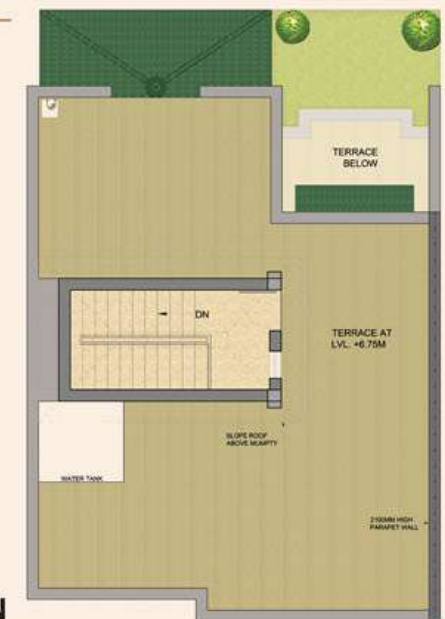 TERRACE
BELOW
DN
TERRACE AT
LVL. +6.75M
SLOPE ROOF
ABOVE MUMPTY
WATER TANK
2100MM HIGH
PARAPET WALL
N